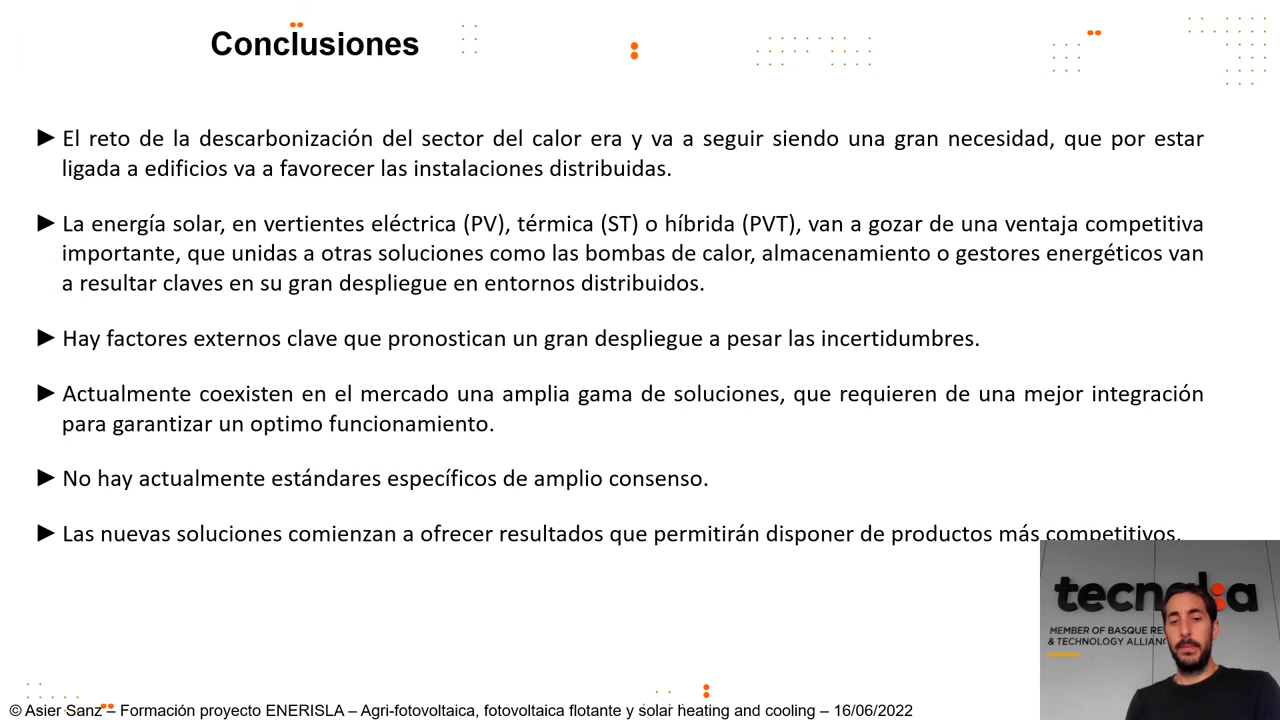 Conclusiones
► El reto de la descarbonización del sector del calor era y va a seguir siendo una gran necesidad, que por estar
ligada a edificios va a favorecer las instalaciones distribuidas.
► La energía solar, en vertientes eléctrica (PV), térmica (ST) o híbrida (PVT), van a gozar de una ventaja competitiva
importante, que unidas a otras soluciones como las bombas de calor, almacenamiento o gestores energéticos van
a resultar claves en su gran despliegue en entornos distribuidos.
► Hay factores externos clave que pronostican un gran despliegue a pesar las incertidumbres.
► Actualmente coexisten en el mercado una amplia gama de soluciones, que requieren de una mejor integración
para garantizar un optimo funcionamiento.
► No hay actualmente estándares específicos de amplio consenso.
► Las nuevas soluciones comienzan a ofrecer resultados que permitirán disponer de productos más competitivos.
tecnalia
MEMBER OF BASQUE RE
& TECHNOLOGY ALLIANC
© Asier Sanz – Formación proyecto ENERISLA – Agri-fotovoltaica, fotovoltaica flotante y solar heating and cooling – 16/06/2022